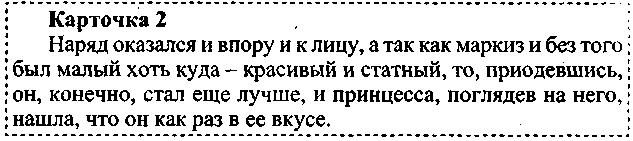 Карточка 2
Наряд оказался и впору и к лицу, а так как маркиз и без того
был малый хоть куда – красивый и статный, то, приодевшись,
он, конечно, стал еще лучше, и принцесса, поглядев на него,
нашла, что он как раз в ее вкусе.